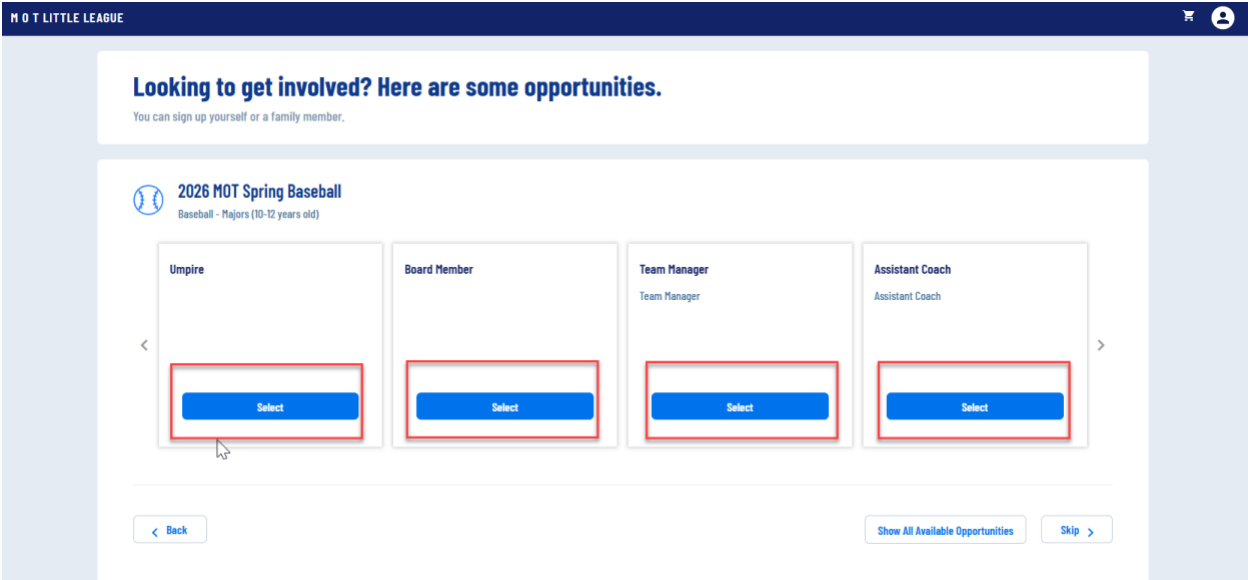 M O T LITTLE LEAGUE
Looking to get involved? Here are some opportunities.
You can sign up yourself or a family member.
2026 MOT Spring Baseball
Baseball - Majors (10-12 years old)
Umpire
Board Member
Team Manager
Assistant Coach
Team Manager
Assistant Coach
Select
Select
Select
Select
Back
Show All Available Opportunities
Skip